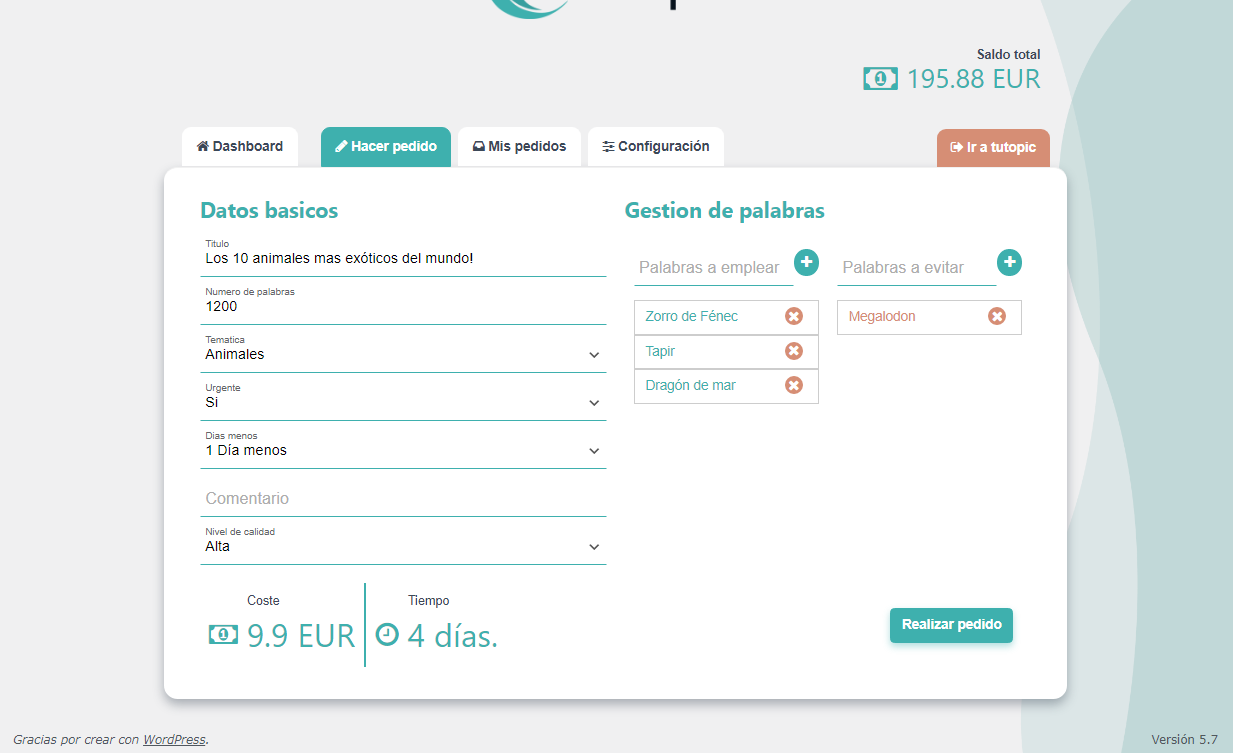 Saldo total
195.88 EUR
Dashboard
Hacer pedido
Mis pedidos
Configuración
Ir a tutopic
Datos basicos
Titulo
Los 10 animales mas exóticos del mundo!
Numero de palabras
1200
Tematica
Animales
Urgente
Si
Dias menos
1 Día menos
Comentario
Nivel de calidad
Alta
Coste
9.9 EUR
Tiempo
4 días.
Gestion de palabras
Palabras a emplear
Zorro de Fénec
Tapir
Dragón de mar
Palabras a evitar
Megalodon
Realizar pedido
Gracias por crear con WordPress.
Versión 5.7